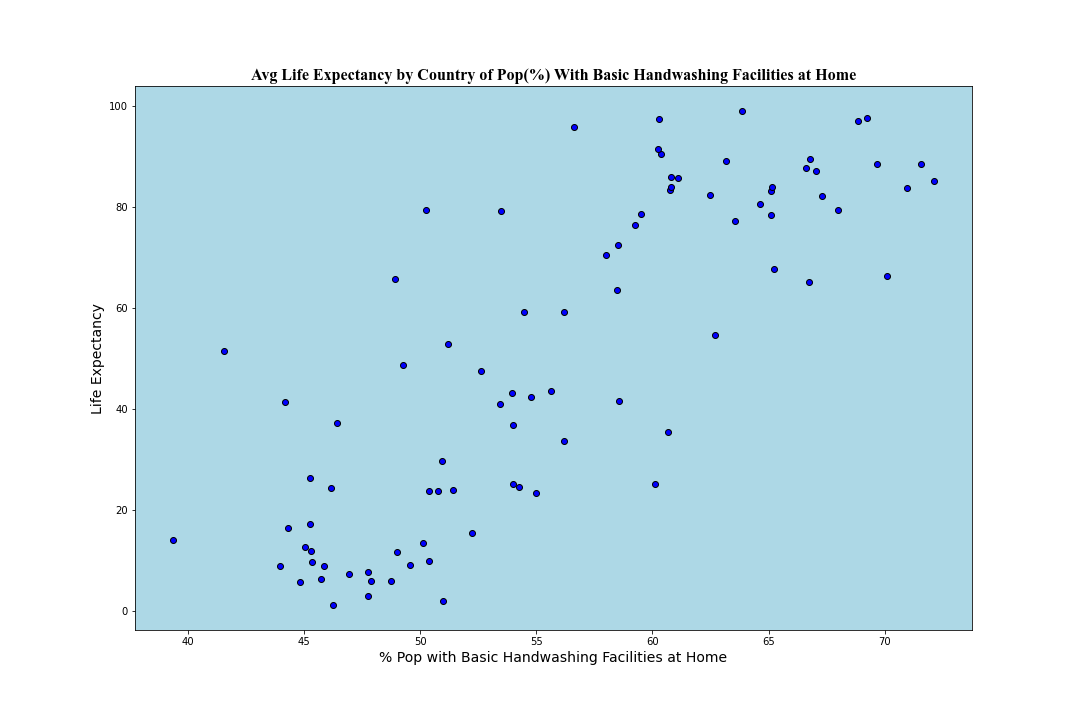 Avg Life Expectancy by Country of Pop(%) With Basic Handwashing Facilities at Home
100
80
60
40
20
0
Life Expectancy
40 45 50 55 60 65 70
% Pop with Basic Handwashing Facilities at Home